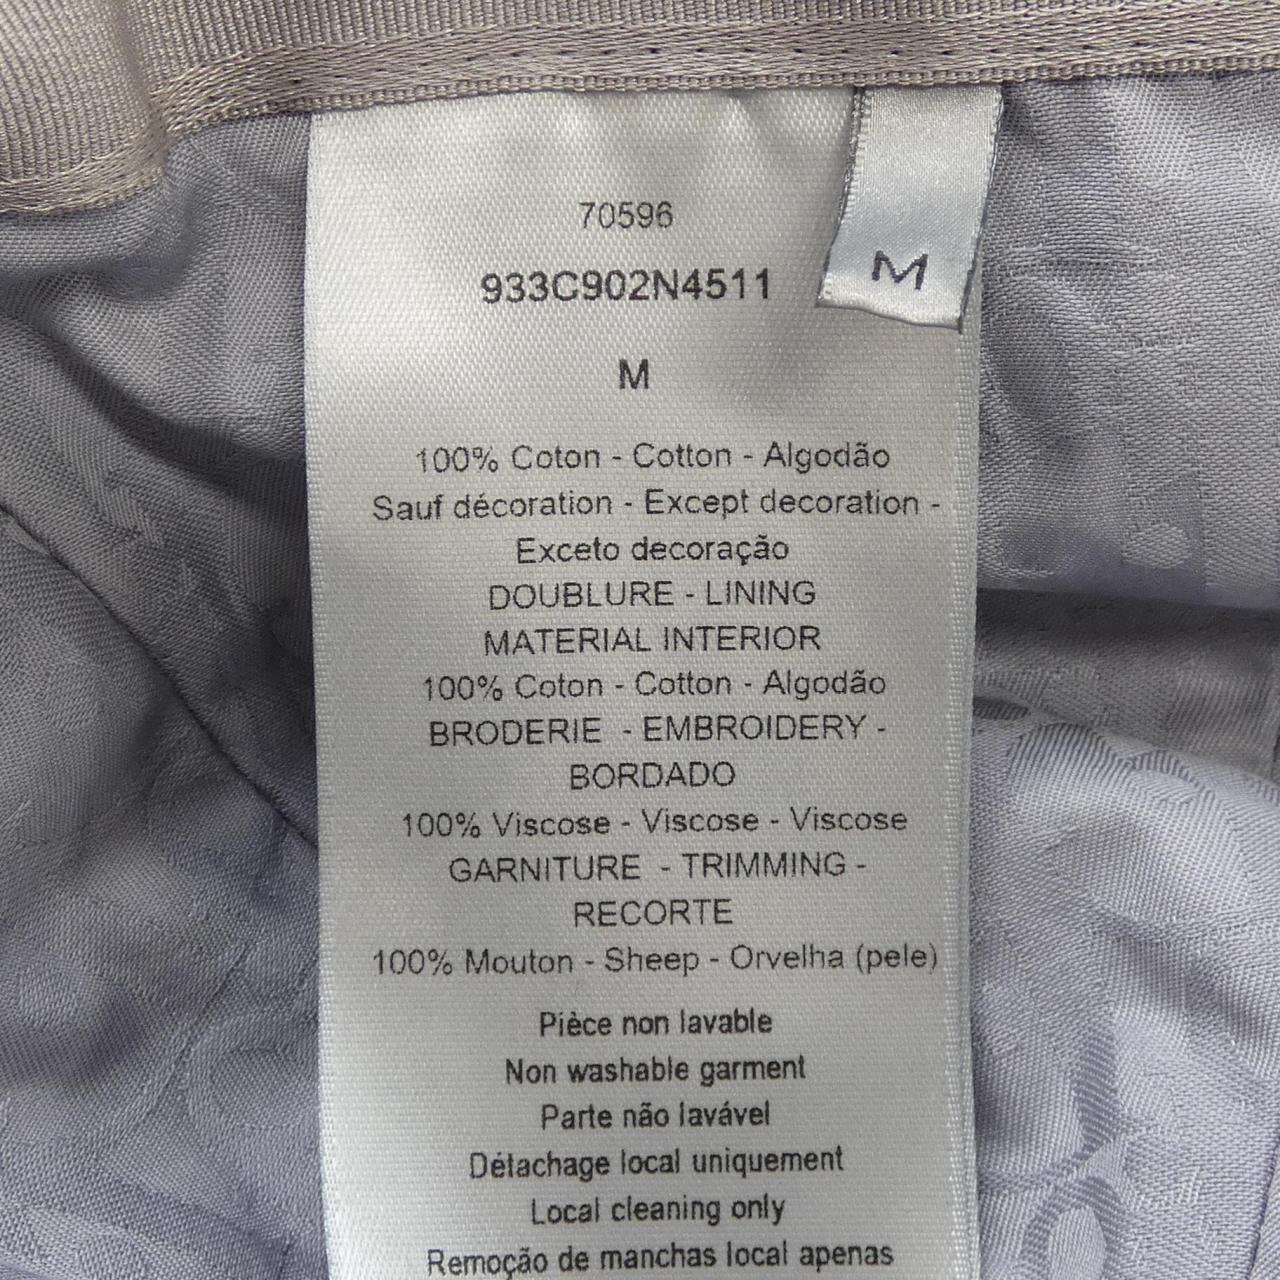 70596
933C902N4511
M
M
100% Coton - Cotton - Algodão
Sauf décoration - Except decoration -
Exceto decoração
DOUBLURE - LINING
MATERIAL INTERIOR
100% Coton - Cotton - Algodão
BRODERIE - EMBROIDERY -
BORDADO
100% Viscose - Viscose - Viscose
GARNITURE - TRIMMING -
RECORTE
100% Mouton - Sheep - Orvelha (pele)
Pièce non lavable
Non washable garment
Parte não lavável
Détachage local uniquement
Local cleaning only
Remoção de manchas local apenas